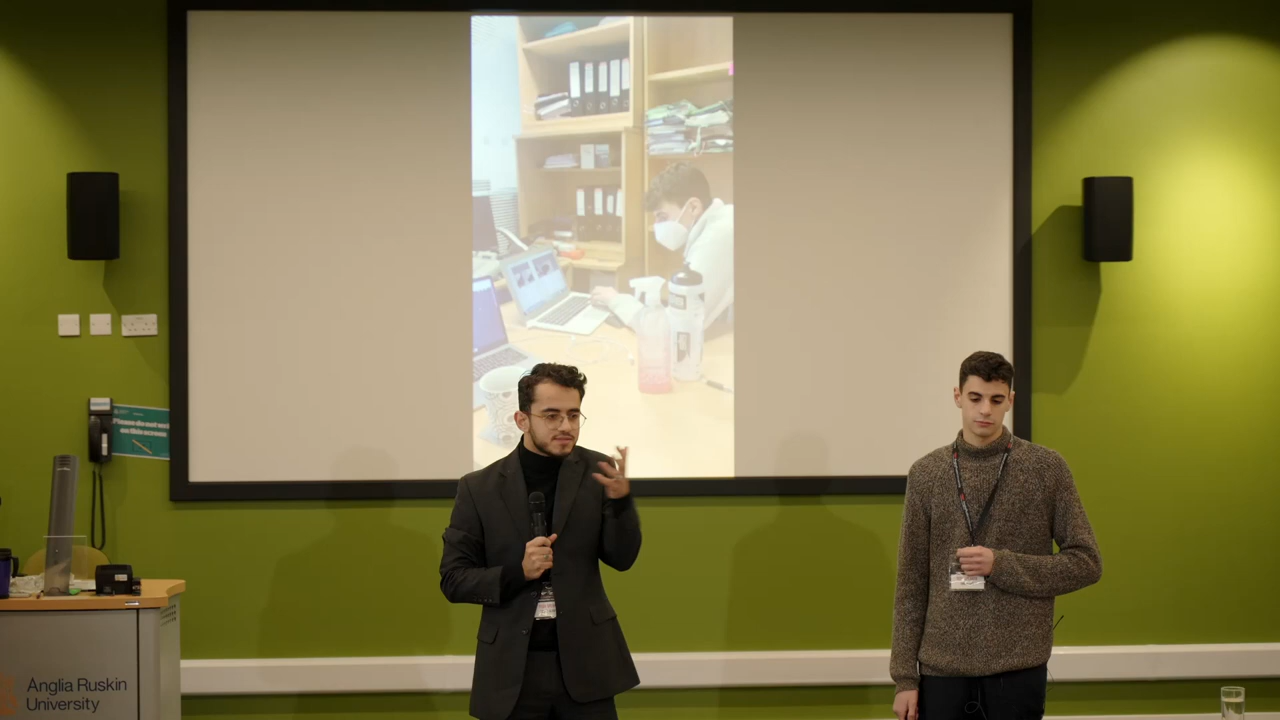 Please do not write
on this screen
Anglia Ruskin
University